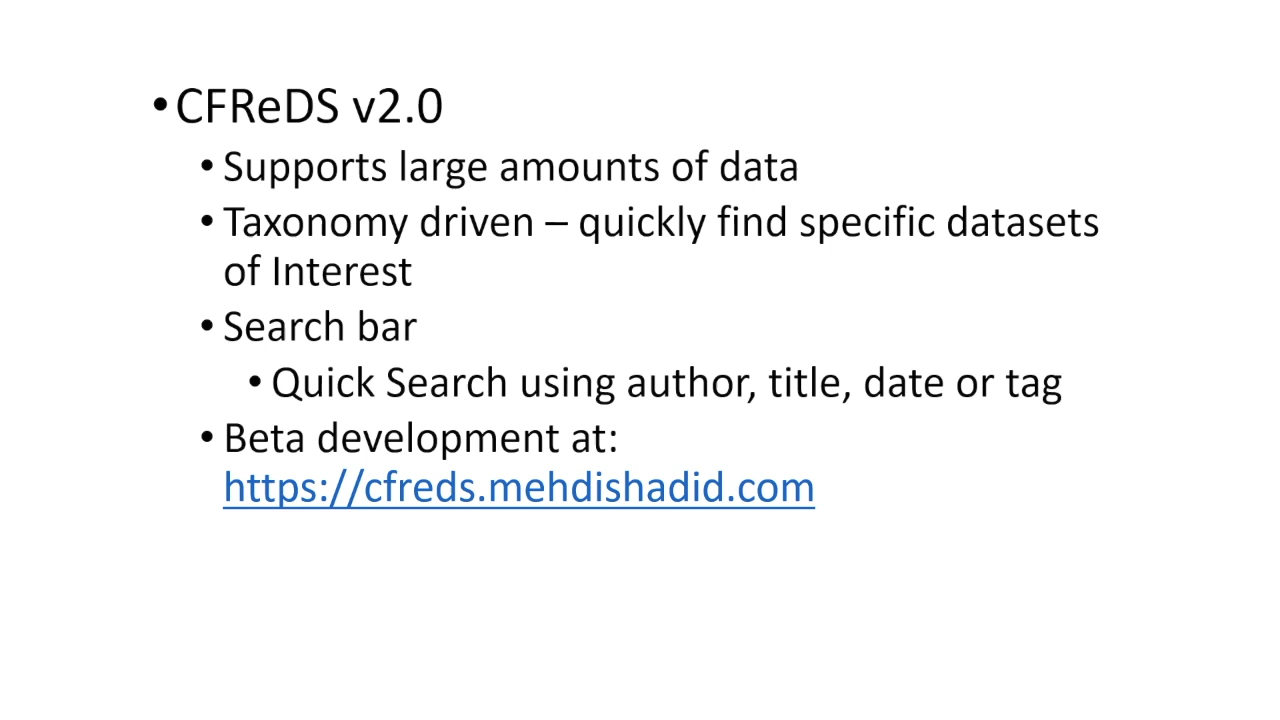 •CFReDS v2.0
•Supports large amounts of data
•Taxonomy driven – quickly find specific datasets
of Interest
•Search bar
•Quick Search using author, title, date or tag
•Beta development at:
https://cfreds.mehdishadid.com